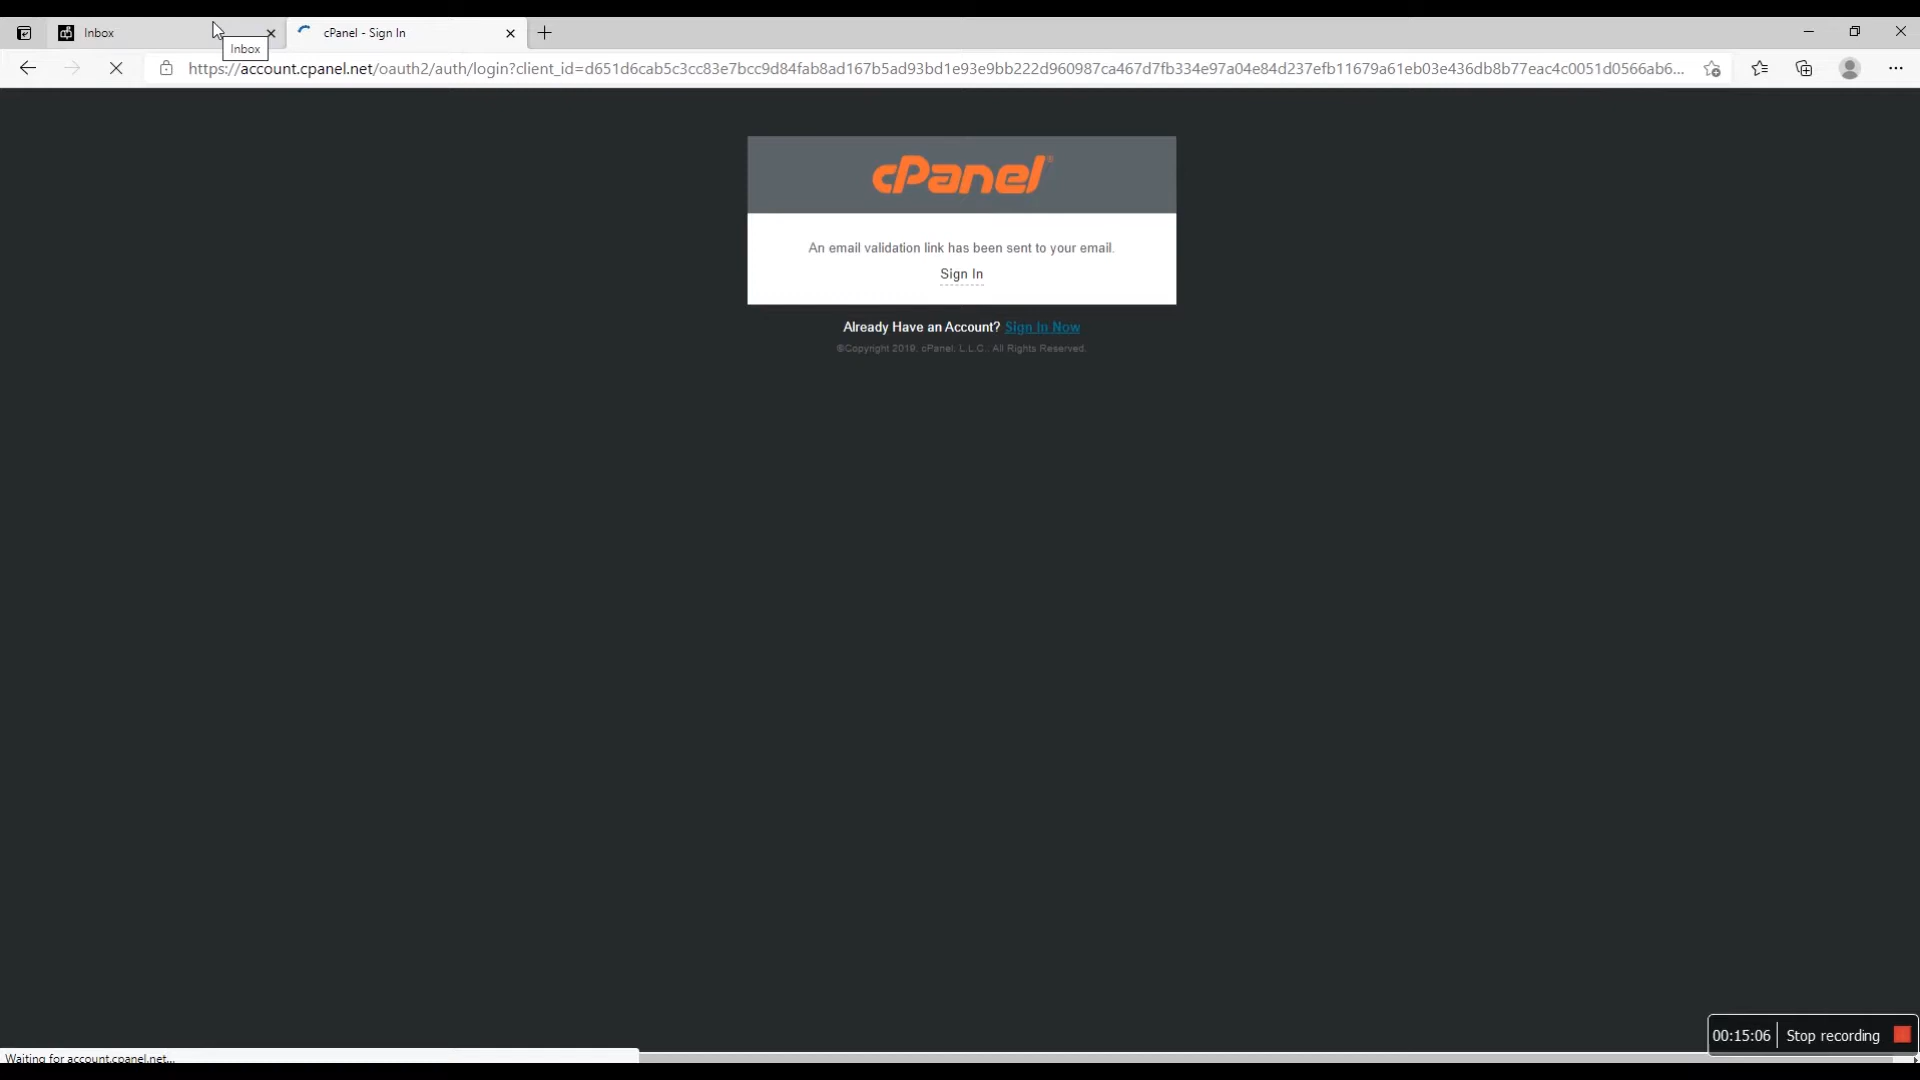 Inbox
cPanel - Sign In
Inbox
https://account.cpanel.net/oauth2/auth/login?client_id=d651d6cab5c3cc83e7bcc9d84fab8ad167b5ad93bd1e93e9bb222d960987ca467d7fb334e97a04e84d237efb11679a61eb03e436db8b77eac4c0051d0566ab6...
cPanel®
An email validation link has been sent to your email.
Sign In
Already Have an Account? Sign In Now
©Copyright 2019, cPanel, L.L.C.. All Rights Reserved.
00:15:06 Stop recording
Waiting for account.cpanel.net...